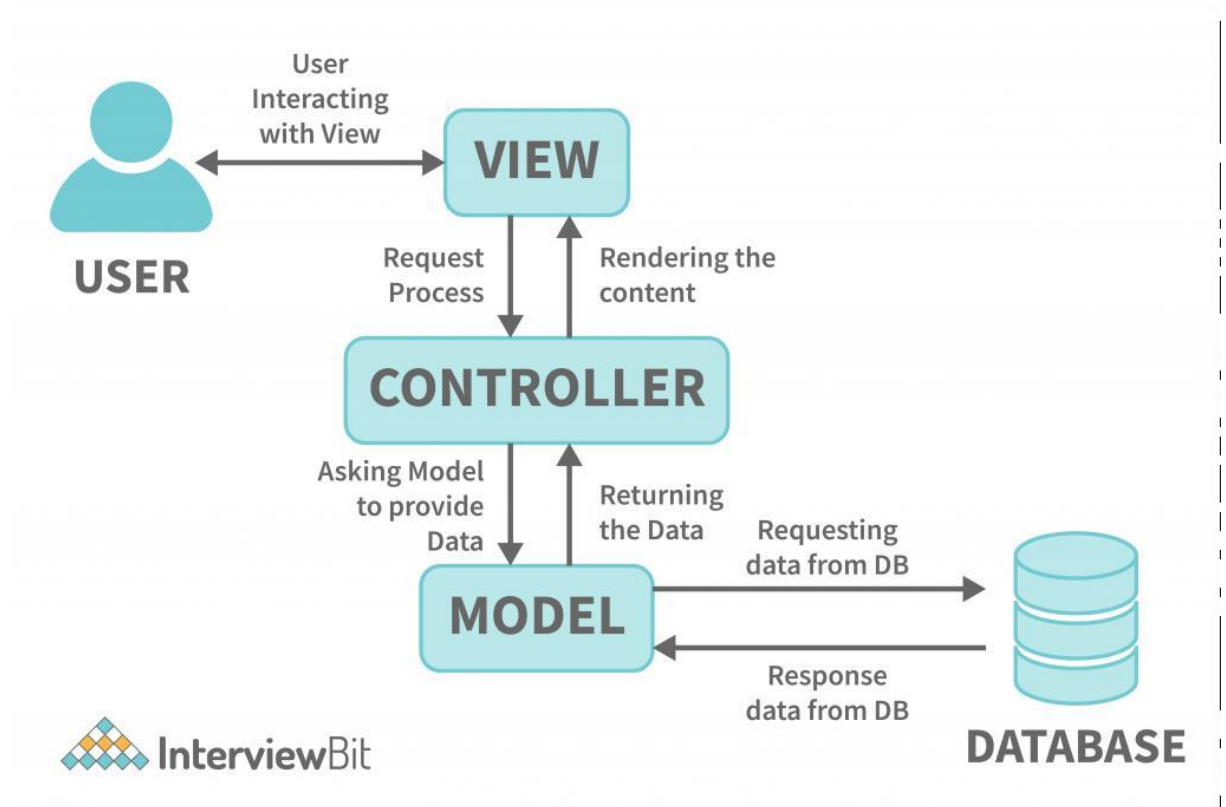 User
Interacting
with View
VIEW
USER
Request
Process
Rendering the
content
CONTROLLER
Asking Model
to provide
Data
Returning
the Data
Requesting
data from DB
MODEL
Response
data from DB
DATABASE
InterviewBit